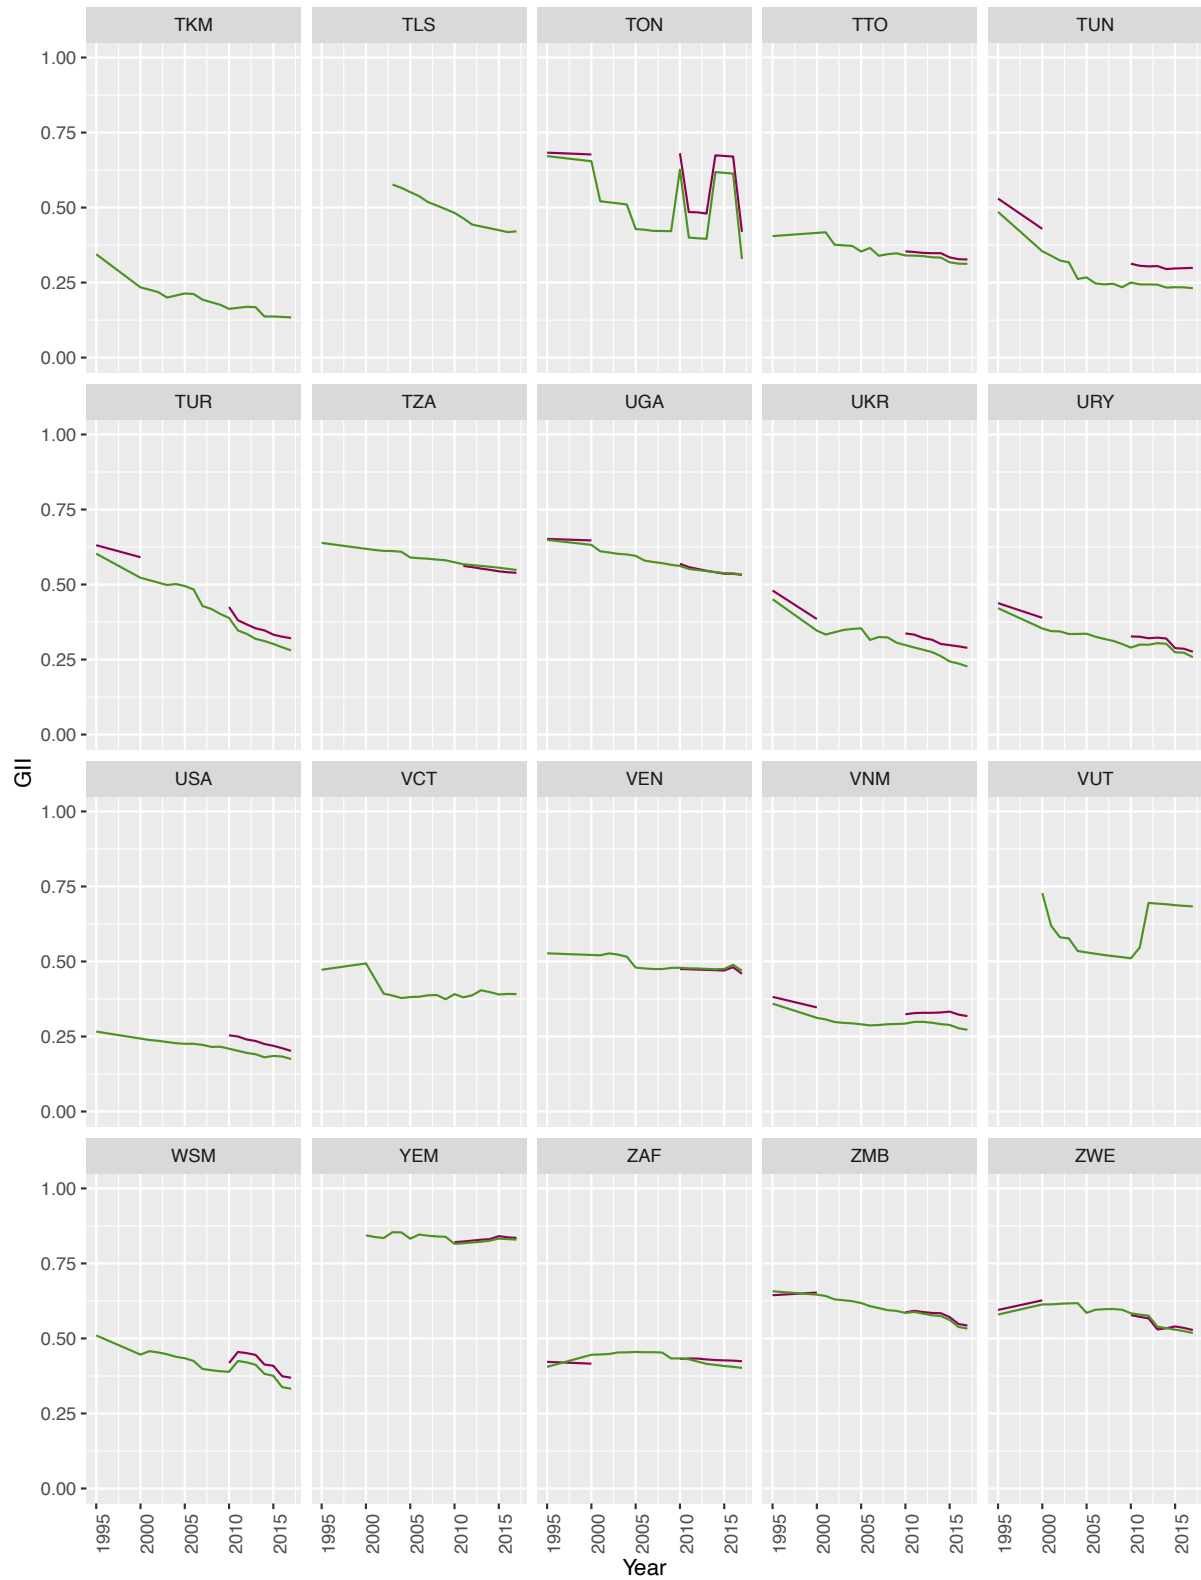 TKM TLS TON TTO TUN
1.00
0.75
0.50
0.25
0.00
TUR TZA UGA UKR URY
1.00
0.75
0.50
0.25
0.00
GII
USA VCT VEN VNM VUT
1.00
0.75
0.50
0.25
0.00
WSM YEM ZAF ZMB ZWE
1.00
0.75
0.50
0.25
0.00
1995 2000 2005 2010 2015 1995 2000 2005 2010 2015 1995 2000 2005 2010 2015 1995 2000 2005 2010 2015 1995 2000 2005 2010 2015
Year